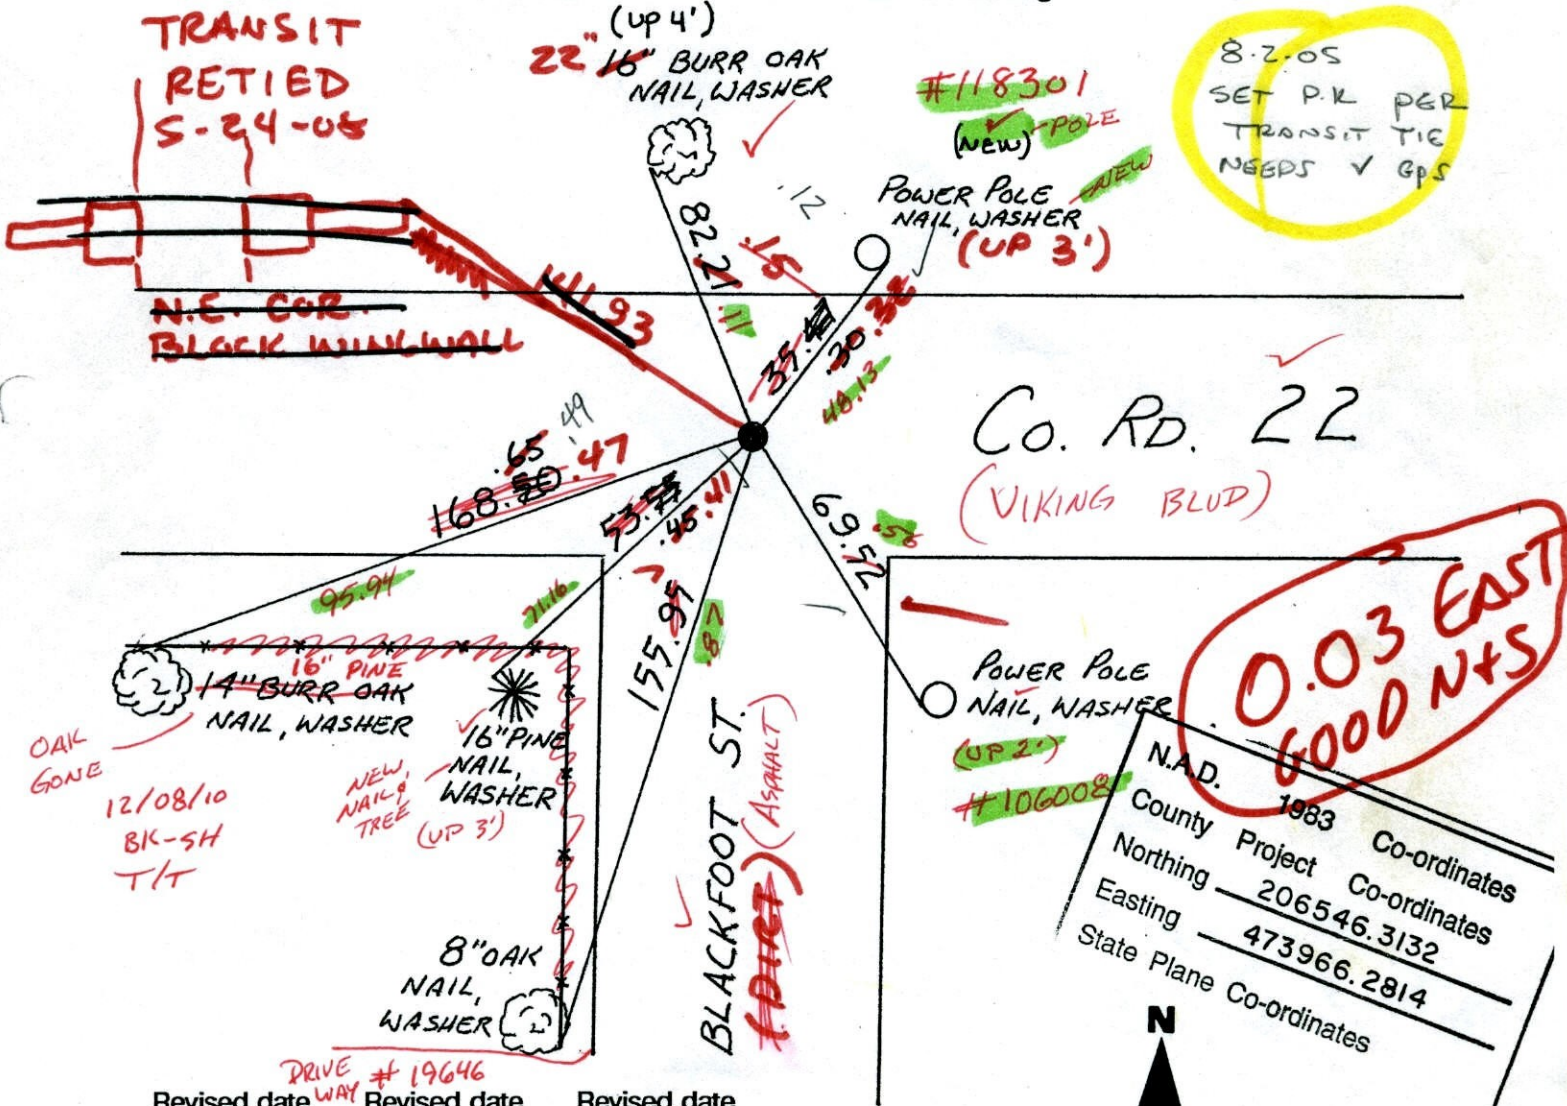 TRANSIT
RETIED
5-24-05
(UP 4')
22" 16" BURR OAK
NAIL, WASHER
#118301
(NEW) -POLE
NEW
POWER POLE
NAIL, WASHER
(UP 3')
8.2.05
SET P.K PER
TRANSIT TIE
NEEDS ✓ GPS
N.E. COR.
BLOCK WINGWALL
41.93
82.21
.11
.12
.15
35.42
.30
.38
48.13
Co. RD. 22
(VIKING BLVD)
.65
.49
168.50 .47
53.55
.45 .41
69.52
.56
95.94
71.16
155.99
.87
16" PINE
14" BURR OAK
NAIL, WASHER
OAK
GONE
12/08/10
BK-SH
T/T
16" PINE
NAIL,
WASHER
(UP 3')
NEW
NAIL &
TREE
8" OAK
NAIL,
WASHER
DRIVE
WAY # 19646
BLACKFOOT ST.
(DIRT) (ASPHALT)
POWER POLE
NAIL, WASHER
(UP 2')
#106008
0.03 EAST
GOOD N+S
N.A.D. 1983 Co-ordinates
County Project Co-ordinates
Northing 206546.3132
Easting 473966.2814
State Plane Co-ordinates
N
Revised date Revised date Revised date